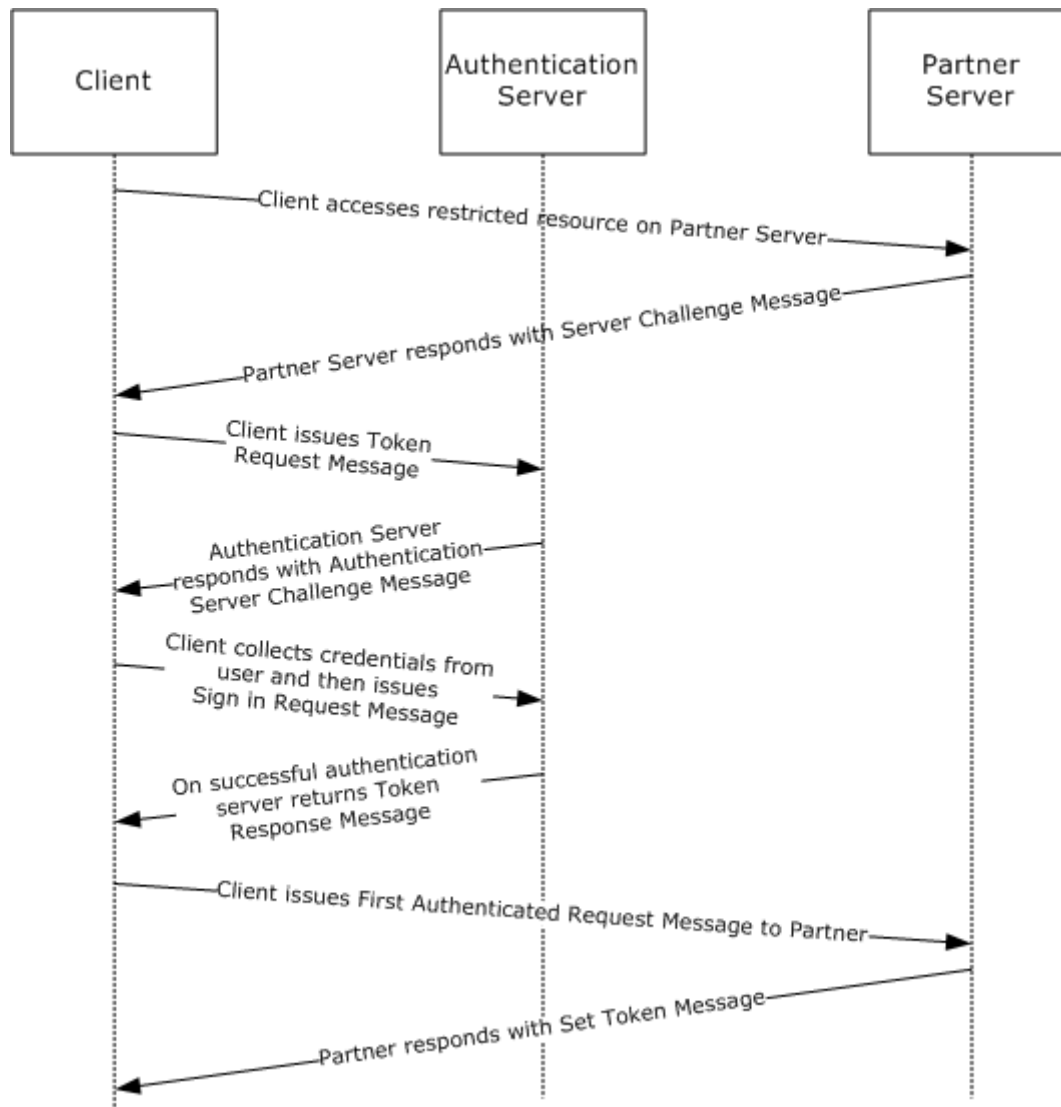 Client
Authentication
Server
Partner
Server
Client accesses restricted resource on Partner Server
Partner Server responds with Server Challenge Message
Client issues Token
Request Message
Authentication Server
responds with Authentication
Server Challenge Message
Client collects credentials from
user and then issues
Sign in Request Message
On successful authentication
server returns Token
Response Message
Client issues First Authenticated Request Message to Partner
Partner responds with Set Token Message